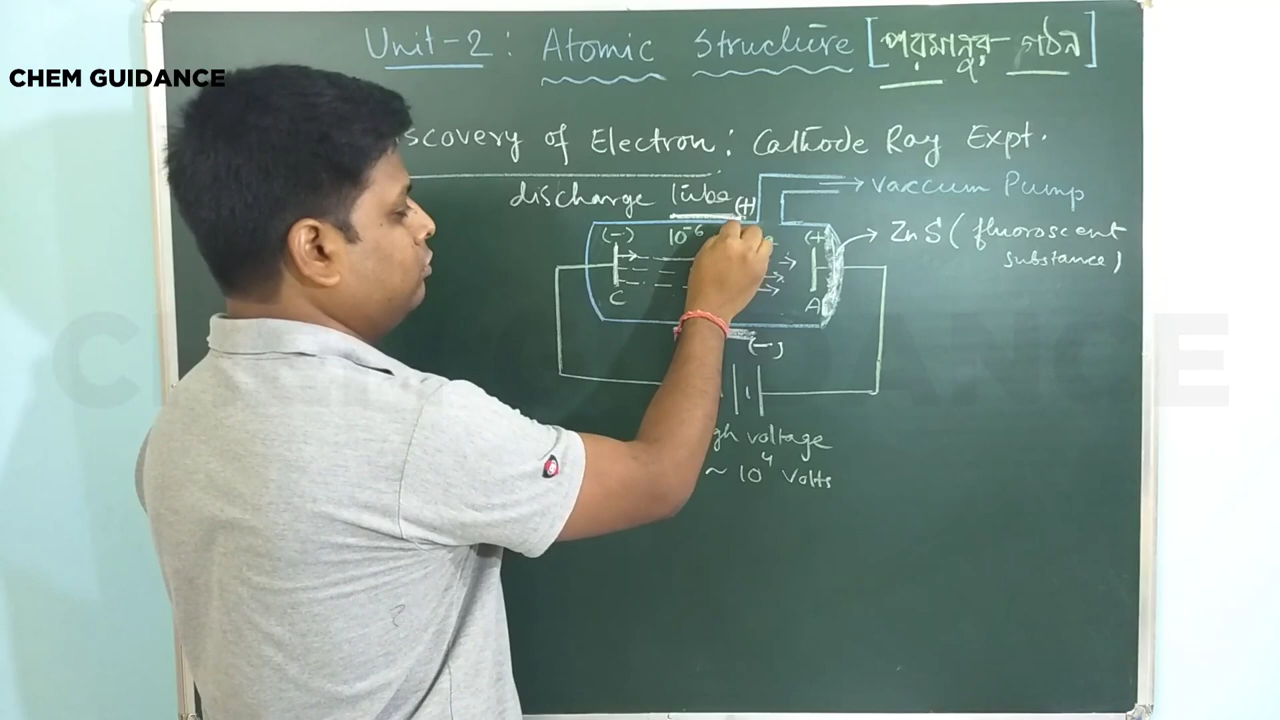 Unit-2: Atomic Structure [পরমানুর গঠন]
CHEM GUIDANCE
iscovery of Electron: Cathode Ray Expt.
discharge tube (+)
vaccum Pump
ZnS (fluoroscent substance)
(-) 10⁻⁶ (+)
C A
(-)
gh voltage
~ 10⁴ Volts